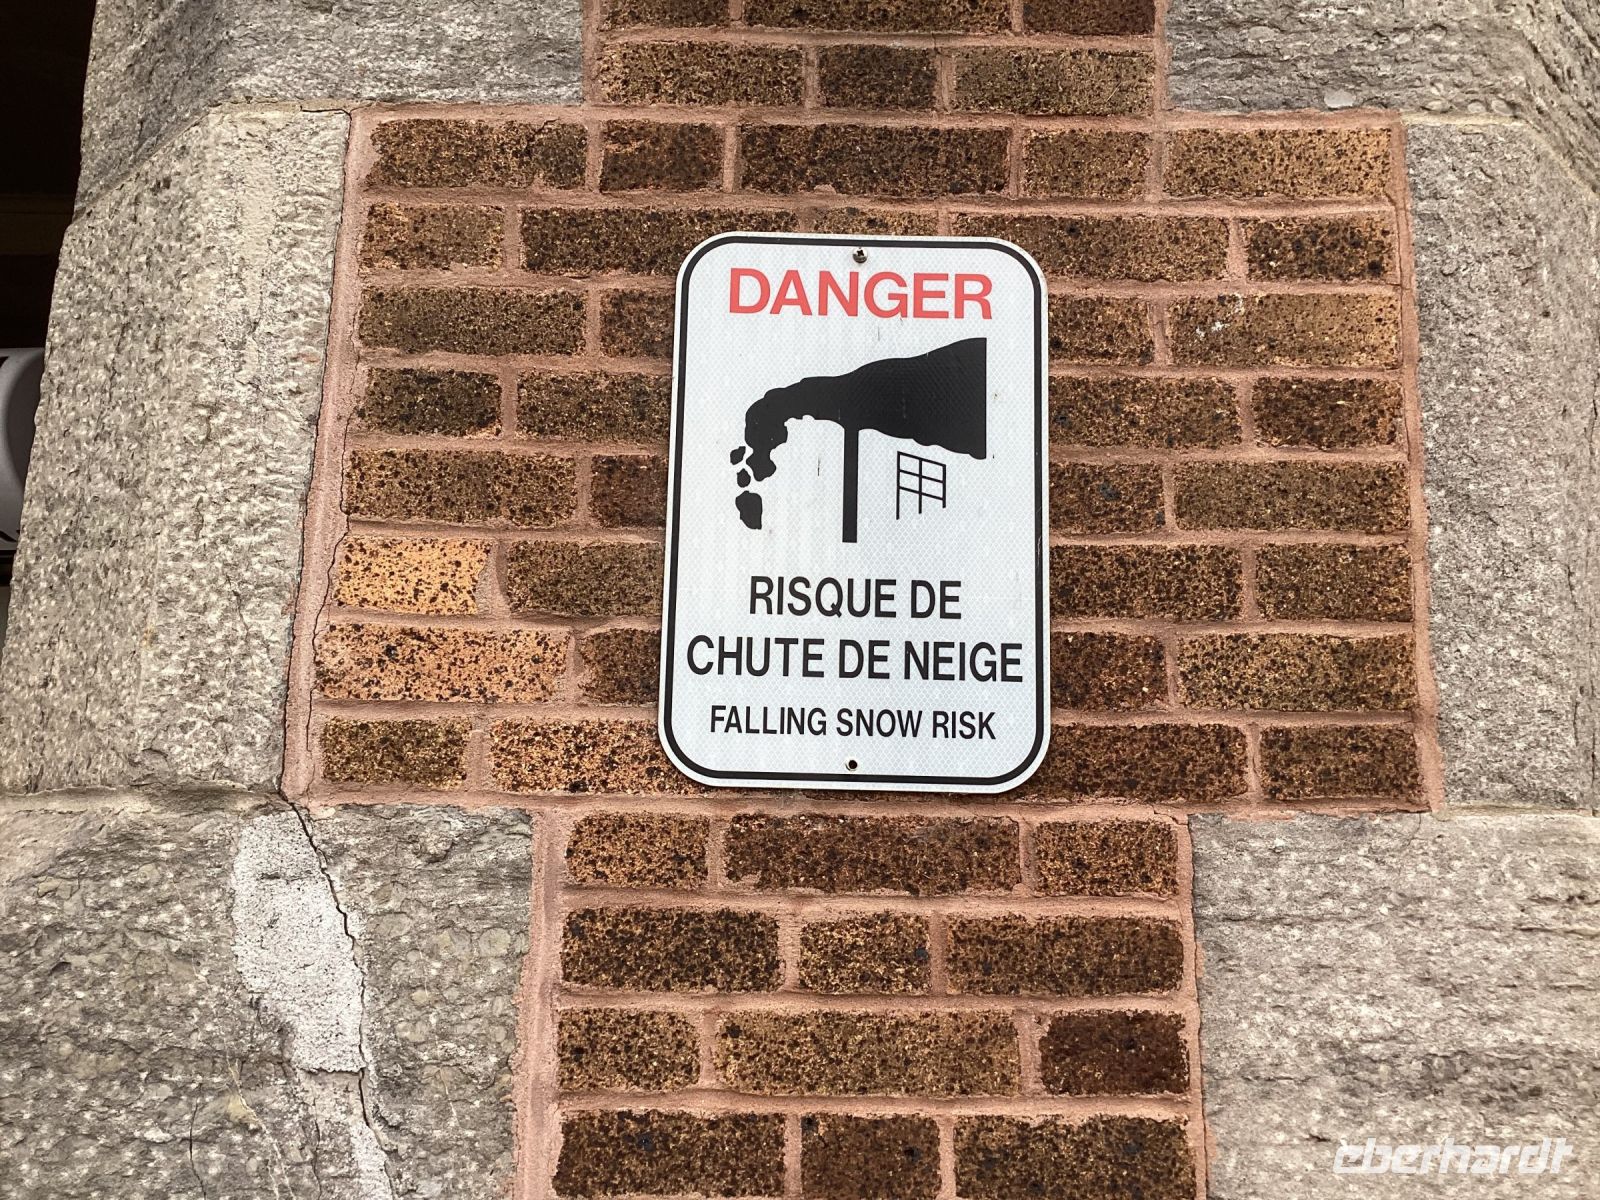 DANGER
RISQUE DE
CHUTE DE NEIGE
FALLING SNOW RISK
eberhardt